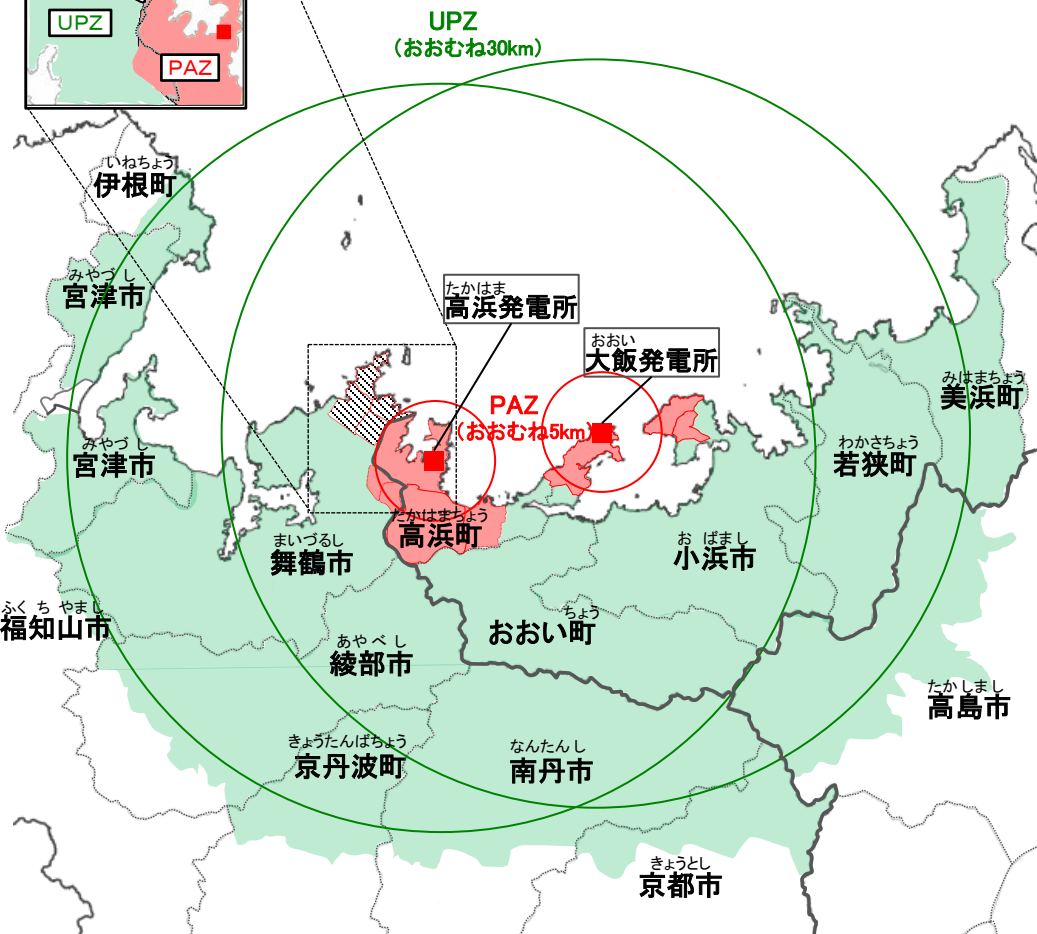 UPZ
PAZ
UPZ
(おおむね30km)
いねちょう
伊根町
みやづ し
宮津市
たかはま
高浜発電所
おおい
大飯発電所
PAZ
(おおむね5km)
みはまちょう
美浜町
みやづ し
宮津市
わかさちょう
若狭町
たかはまちょう
高浜町
まいづるし
舞鶴市
お ばまし
小浜市
ふく ち やまし
福知山市
ちょう
おおい町
あやべ し
綾部市
たかしまし
高島市
きょうたんばちょう
京丹波町
なんたんし
南丹市
きょうとし
京都市